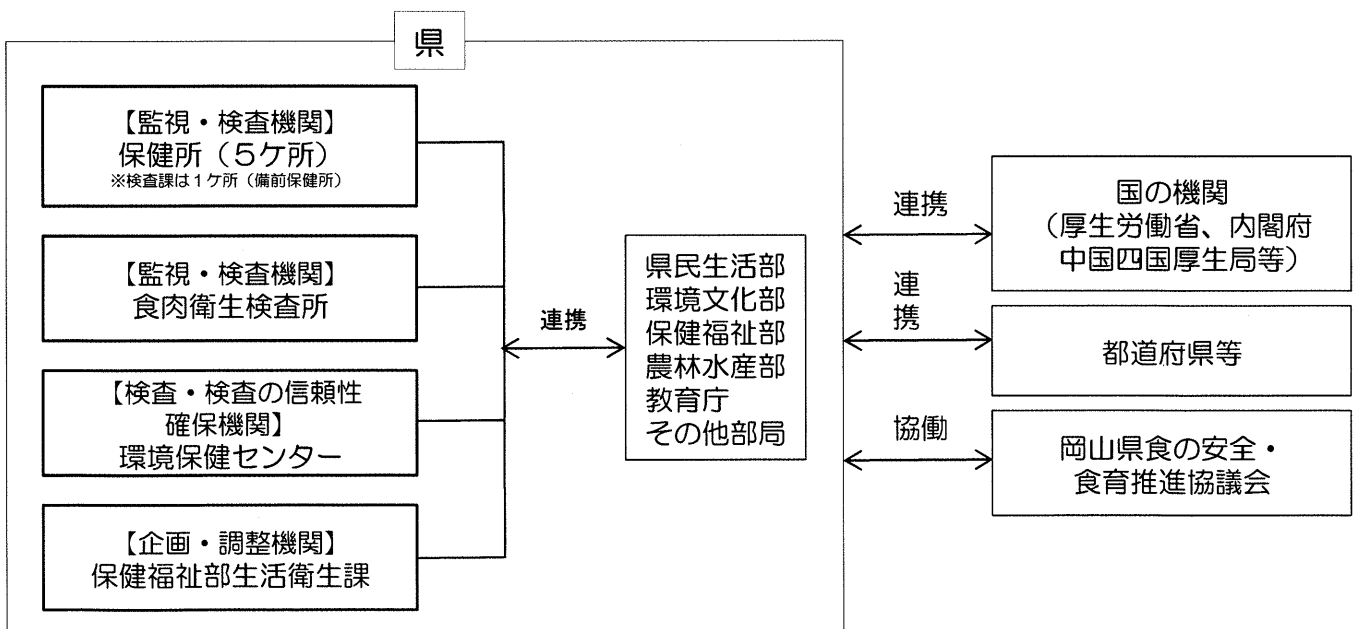 県
【監視・検査機関】
保健所（５ケ所）
※検査課は１ケ所（備前保健所）
【監視・検査機関】
食肉衛生検査所
【検査・検査の信頼性
確保機関】
環境保健センター
【企画・調整機関】
保健福祉部生活衛生課
連携
県民生活部
環境文化部
保健福祉部
農林水産部
教育庁
その他部局
連携
国の機関
（厚生労働省、内閣府
中国四国厚生局等）
連
携
都道府県等
協働
岡山県食の安全・
食育推進協議会